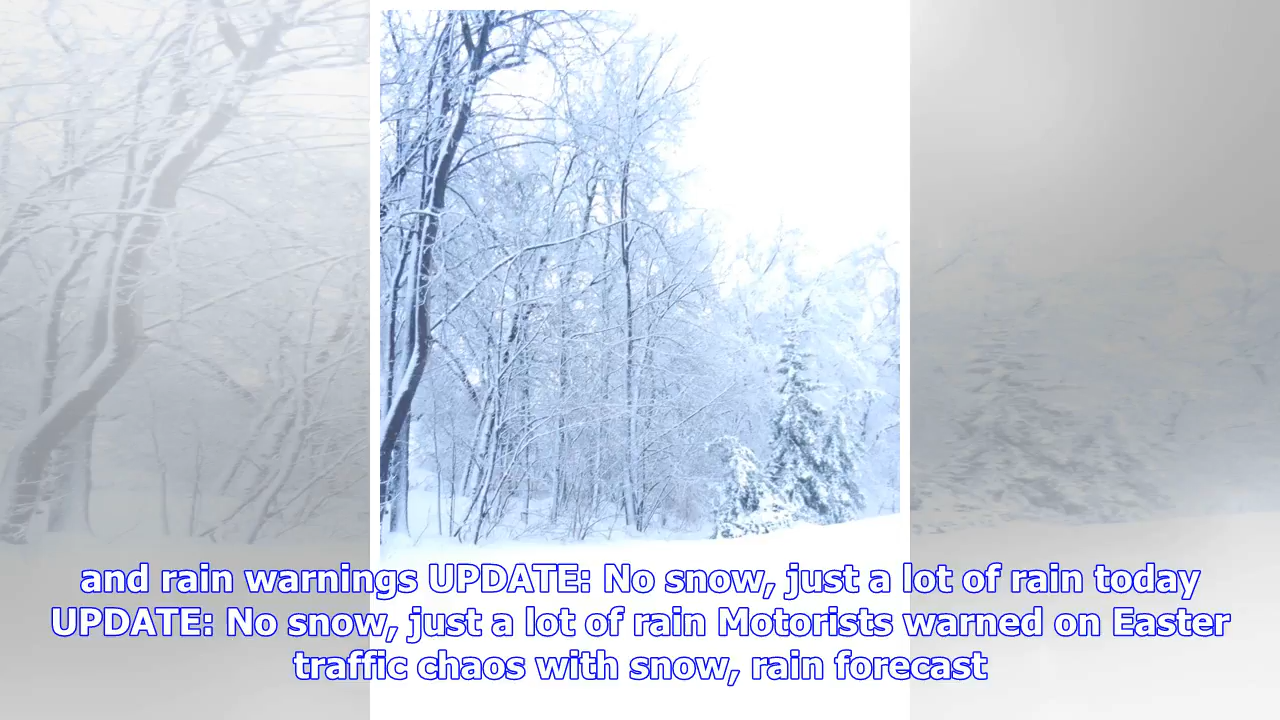 and rain warnings UPDATE: No snow, just a lot of rain today
UPDATE: No snow, just a lot of rain Motorists warned on Easter
traffic chaos with snow, rain forecast